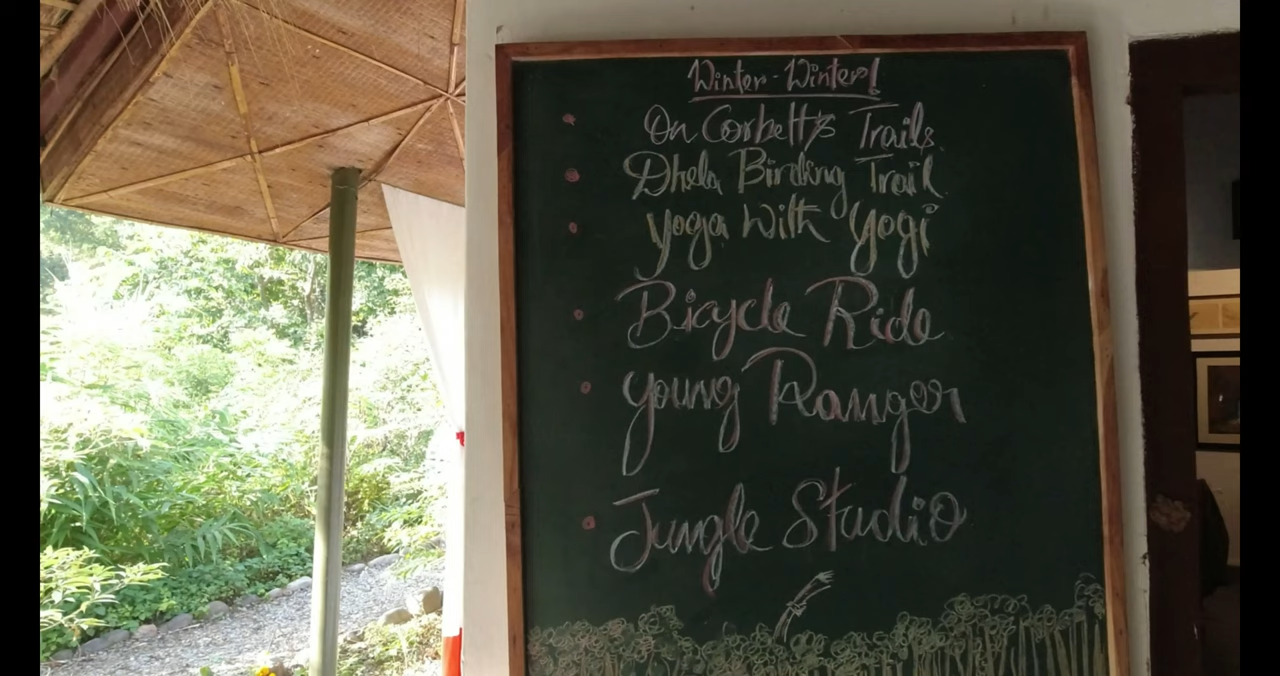 Winter-Winter!
On Corbett's Trails
Dhela Birding Trail
Yoga With Yogi
Bicycle Ride
Young Ranger
Jungle Studio